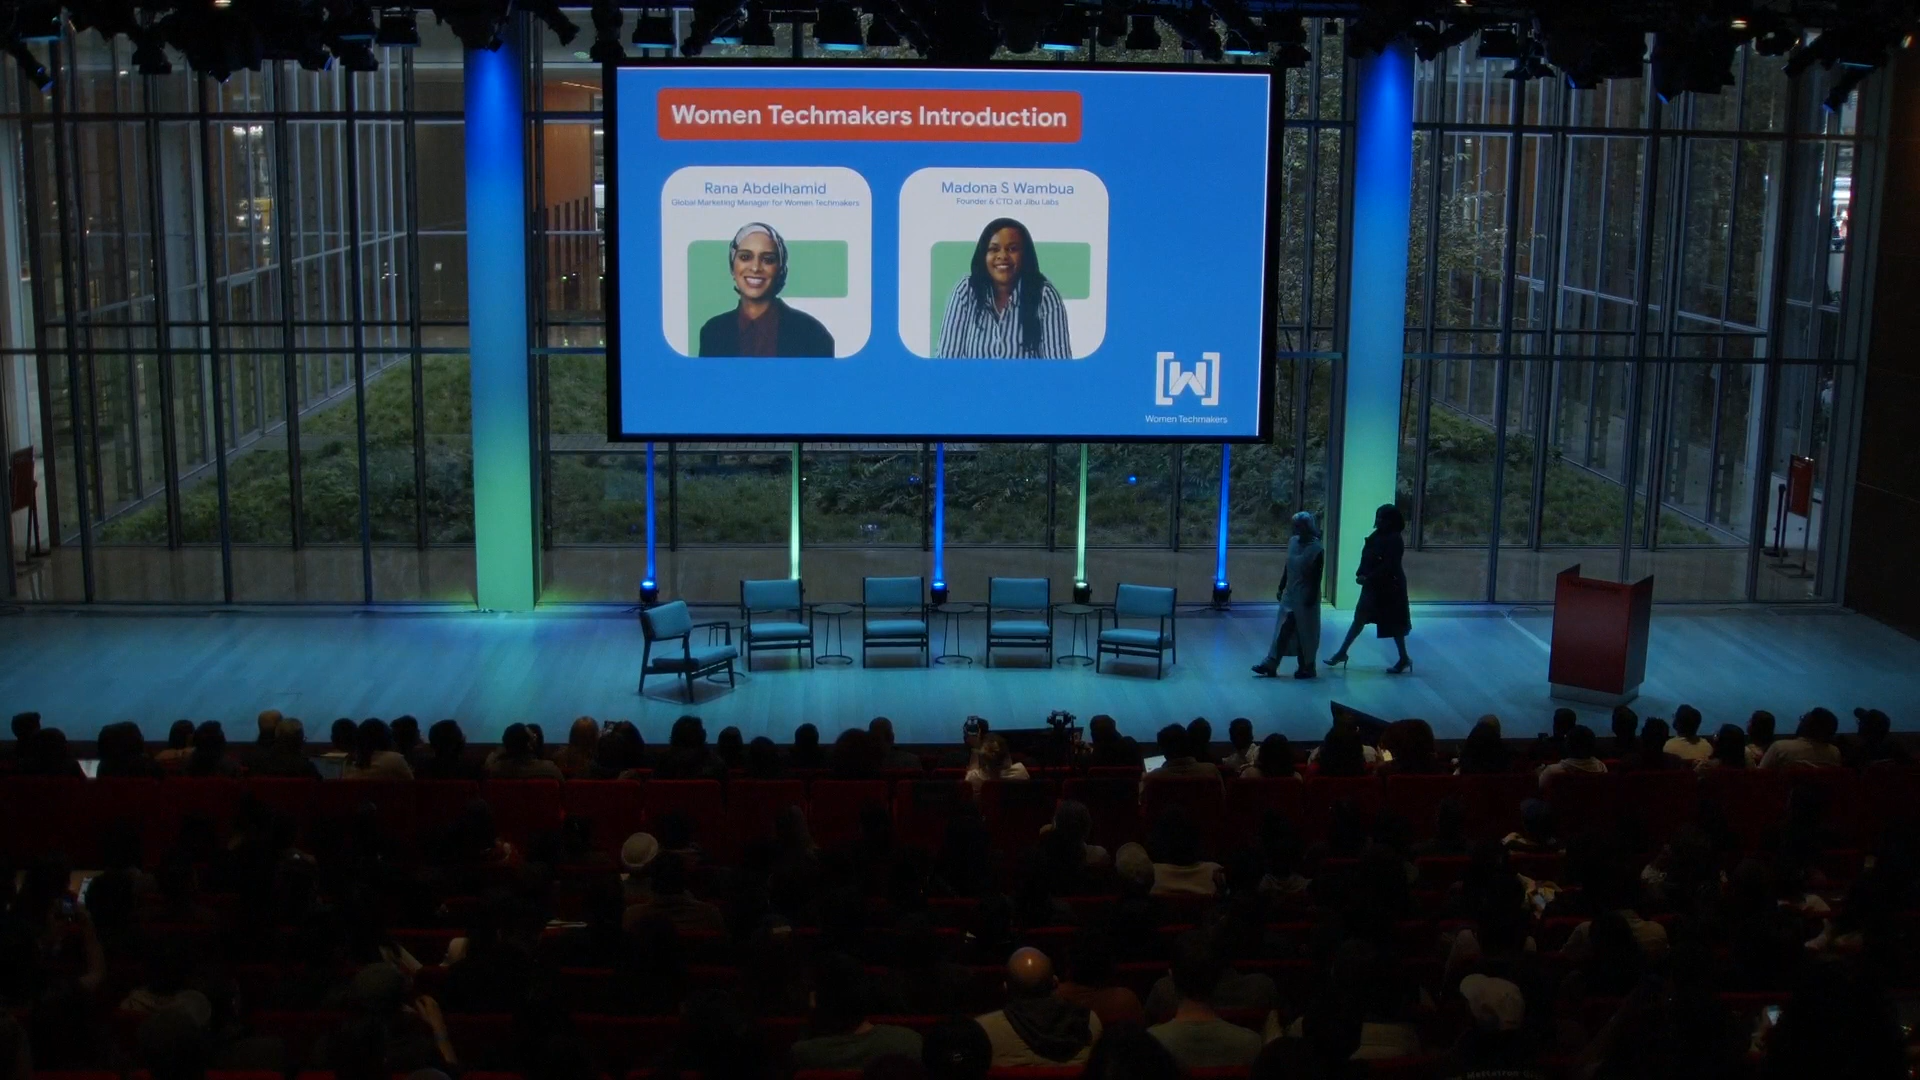 Women Techmakers Introduction
Rana Abdelhamid
Global Marketing Manager for Women Techmakers
Madona S Wambua
Founder & CTO at Jibu Labs
[W]
Women Techmakers